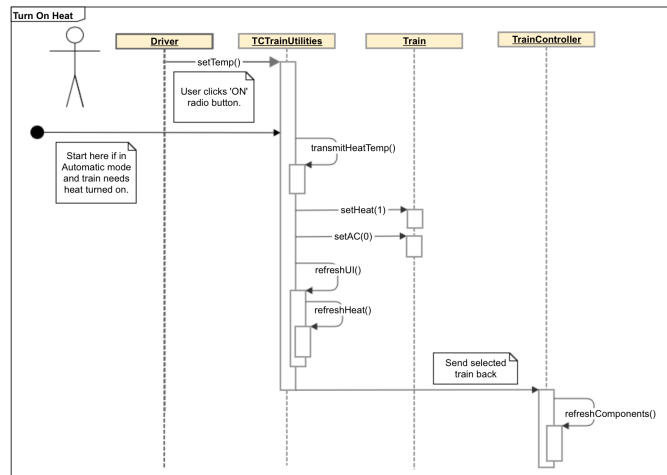 Turn On Heat
Driver
TCTrainUtilities
Train
TrainController
setTemp()
User clicks 'ON'
radio button.
transmitHeatTemp()
Start here if in
Automatic mode
and train needs
heat turned on.
setHeat(1)
setAC(0)
refreshUI()
refreshHeat()
Send selected
train back
refreshComponents()